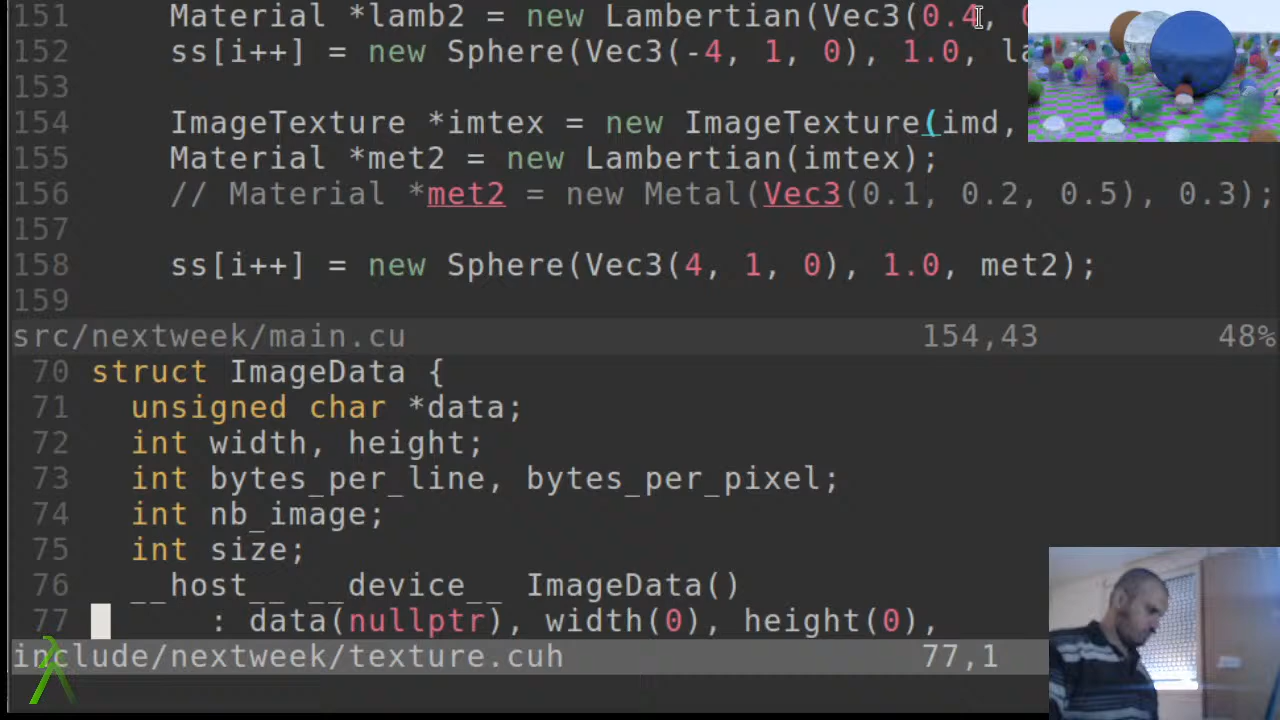 151 Material *lamb2 = new Lambertian(Vec3(0.4,
152 ss[i++] = new Sphere(Vec3(-4, 1, 0), 1.0,
153
154 ImageTexture *imtex = new ImageTexture(imd,
155 Material *met2 = new Lambertian(imtex);
156 // Material *met2 = new Metal(Vec3(0.1, 0.2, 0.5), 0.3);
157
158 ss[i++] = new Sphere(Vec3(4, 1, 0), 1.0, met2);
159
src/nextweek/main.cu 154,43 48%
70 struct ImageData {
71 unsigned char *data;
72 int width, height;
73 int bytes_per_line, bytes_per_pixel;
74 int nb_image;
75 int size;
76 __host__ __device__ ImageData()
77 : data(nullptr), width(0), height(0),
include/nextweek/texture.cuh 77,1